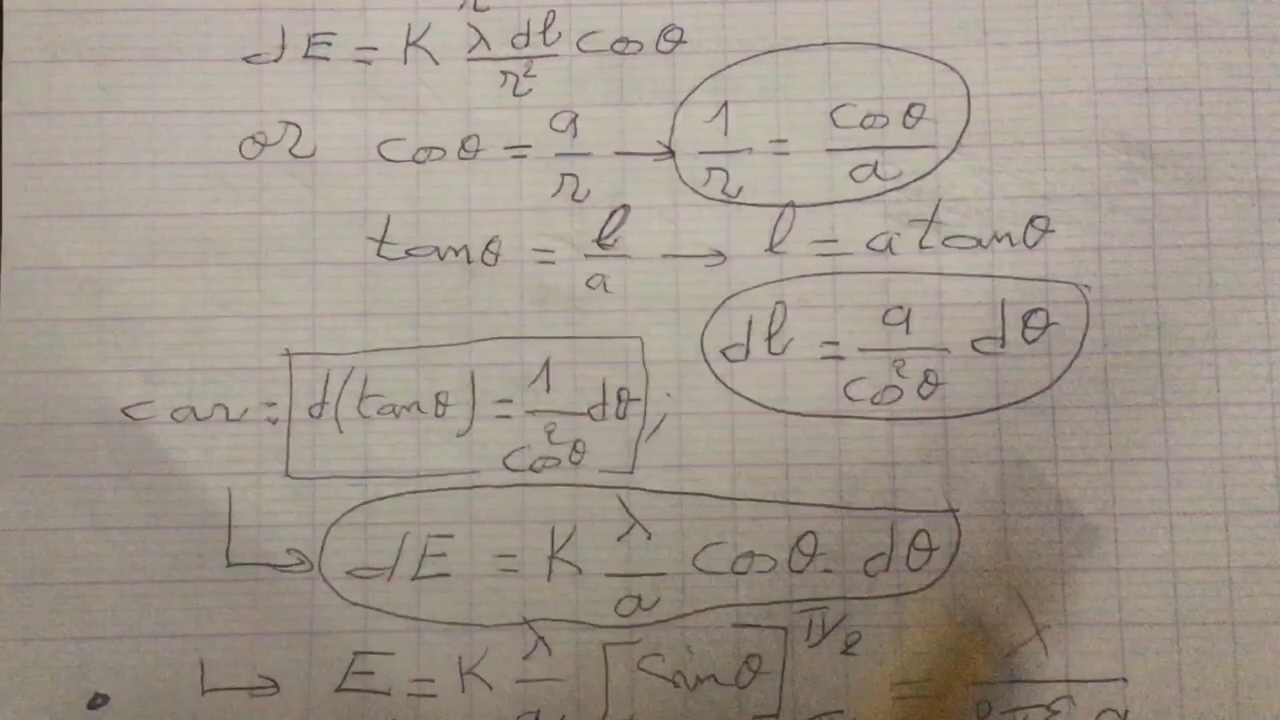 dE = K λ dl / r² cosθ
or cosθ = a / r → 1 / r = cosθ / a
tanθ = l / a → l = a tanθ
dl = a / cos²θ dθ
car : d(tanθ) = 1 / cos²θ dθ ;
↳ dE = K λ / a cosθ. dθ
↳ E = K λ / a [sinθ] π/2 =